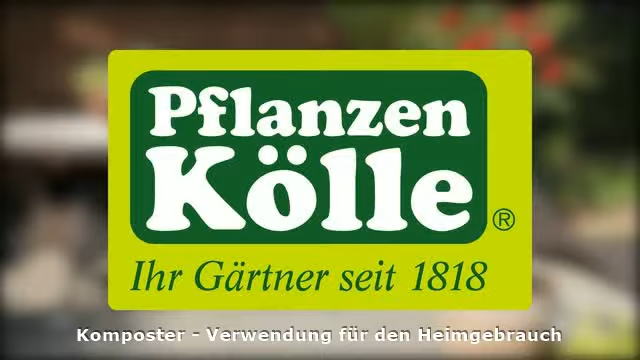 Pflanzen
Kölle®
Ihr Gärtner seit 1818
Komposter - Verwendung für den Heimgebrauch